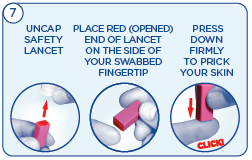 7
UNCAP
SAFETY
LANCET
PLACE RED (OPENED)
END OF LANCET
ON THE SIDE OF
YOUR SWABBED
FINGERTIP
PRESS
DOWN
FIRMLY
TO PRICK
YOUR SKIN
CLICK!